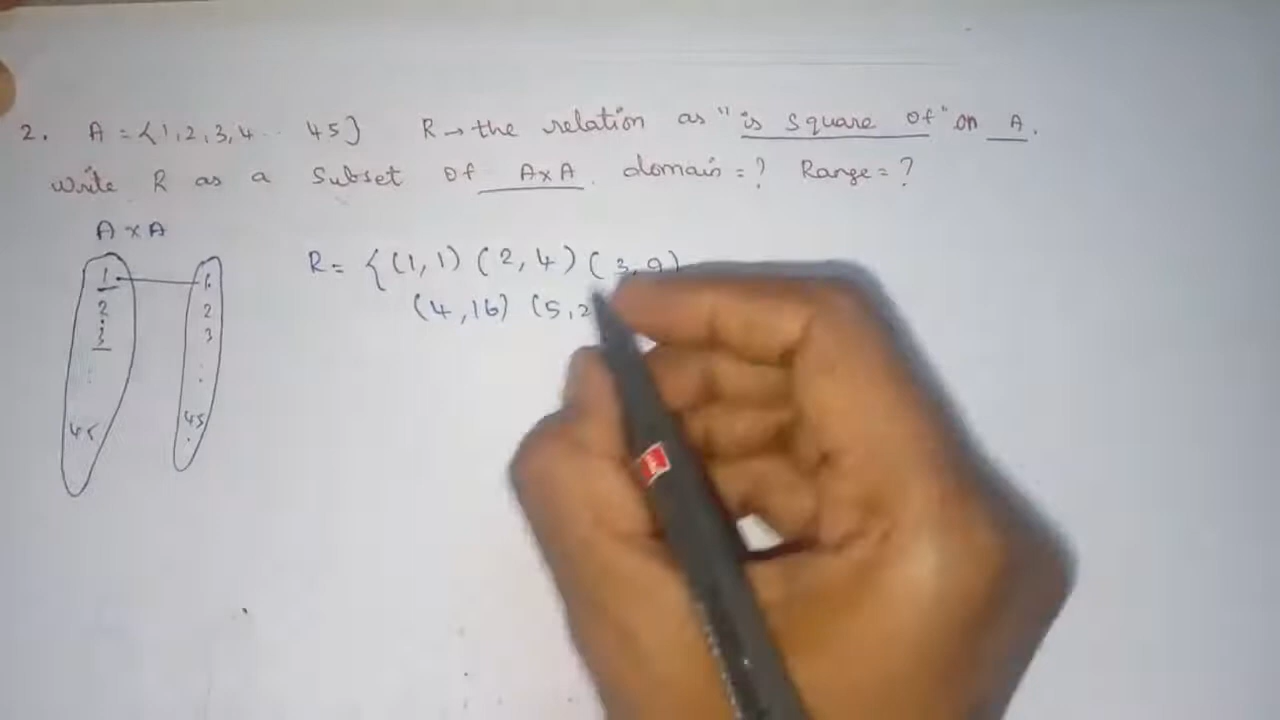 2. A = {1,2,3,4 .. 45} R → the relation as "is square of" on A.
Write R as a subset of A×A. domain = ? Range = ?
A × A
R = {(1,1) (2,4) (3,9)
(4,16) (5,2
1 1
2 2
3 3
45 45